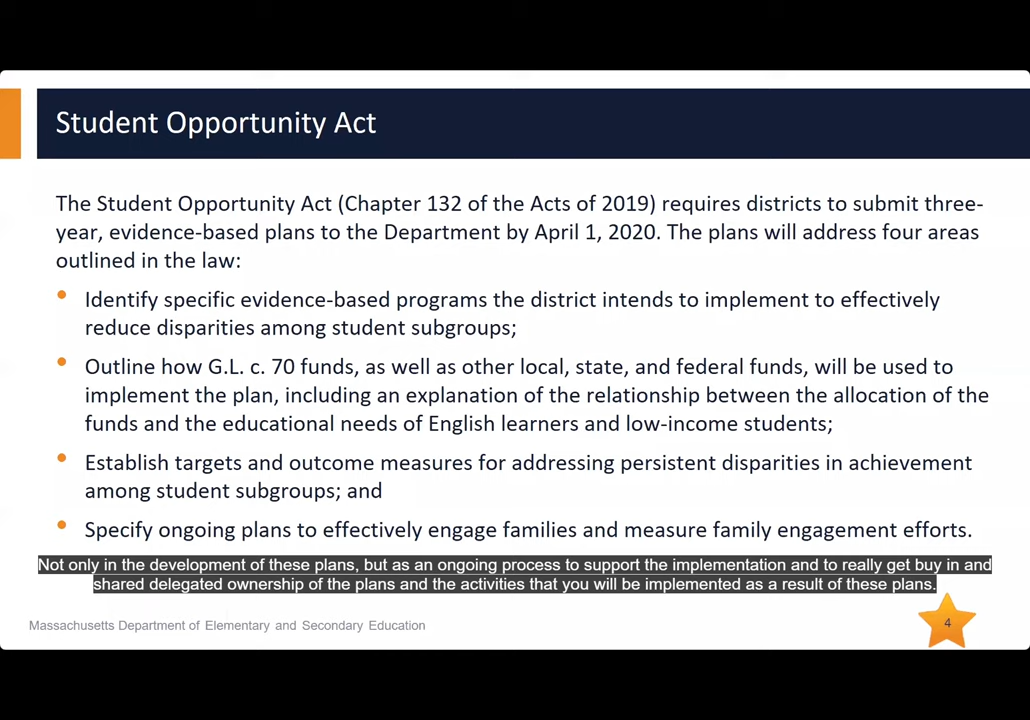 Student Opportunity Act
The Student Opportunity Act (Chapter 132 of the Acts of 2019) requires districts to submit three-
year, evidence-based plans to the Department by April 1, 2020. The plans will address four areas
outlined in the law:
• Identify specific evidence-based programs the district intends to implement to effectively
reduce disparities among student subgroups;
• Outline how G.L. c. 70 funds, as well as other local, state, and federal funds, will be used to
implement the plan, including an explanation of the relationship between the allocation of the
funds and the educational needs of English learners and low-income students;
• Establish targets and outcome measures for addressing persistent disparities in achievement
among student subgroups; and
• Specify ongoing plans to effectively engage families and measure family engagement efforts.
Not only in the development of these plans, but as an ongoing process to support the implementation and to really get buy in and
shared delegated ownership of the plans and the activities that you will be implemented as a result of these plans.
Massachusetts Department of Elementary and Secondary Education
4